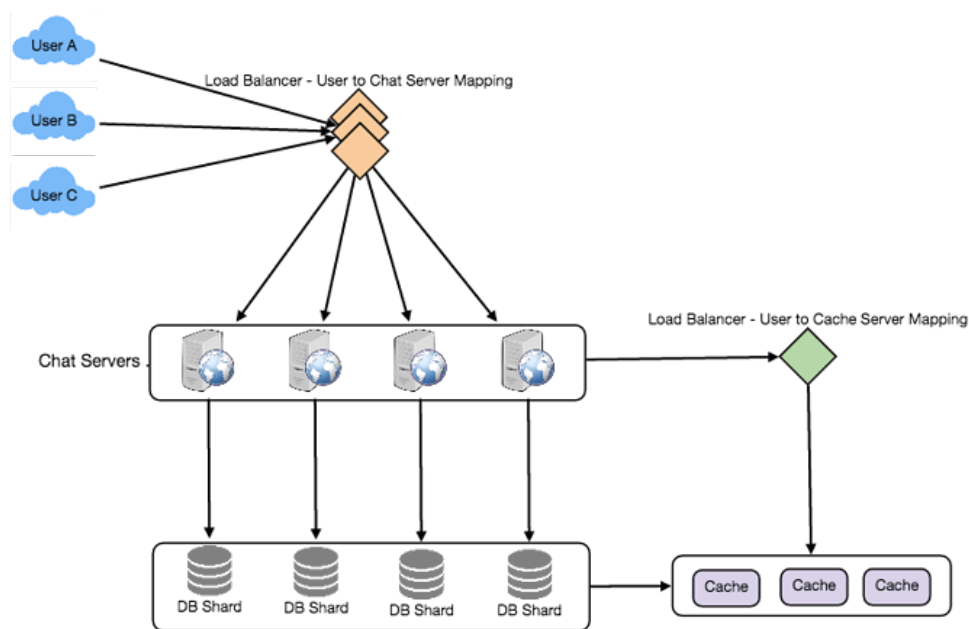 User A
Load Balancer - User to Chat Server Mapping
User B
User C
Load Balancer - User to Cache Server Mapping
Chat Servers
DB Shard
DB Shard
DB Shard
DB Shard
Cache
Cache
Cache